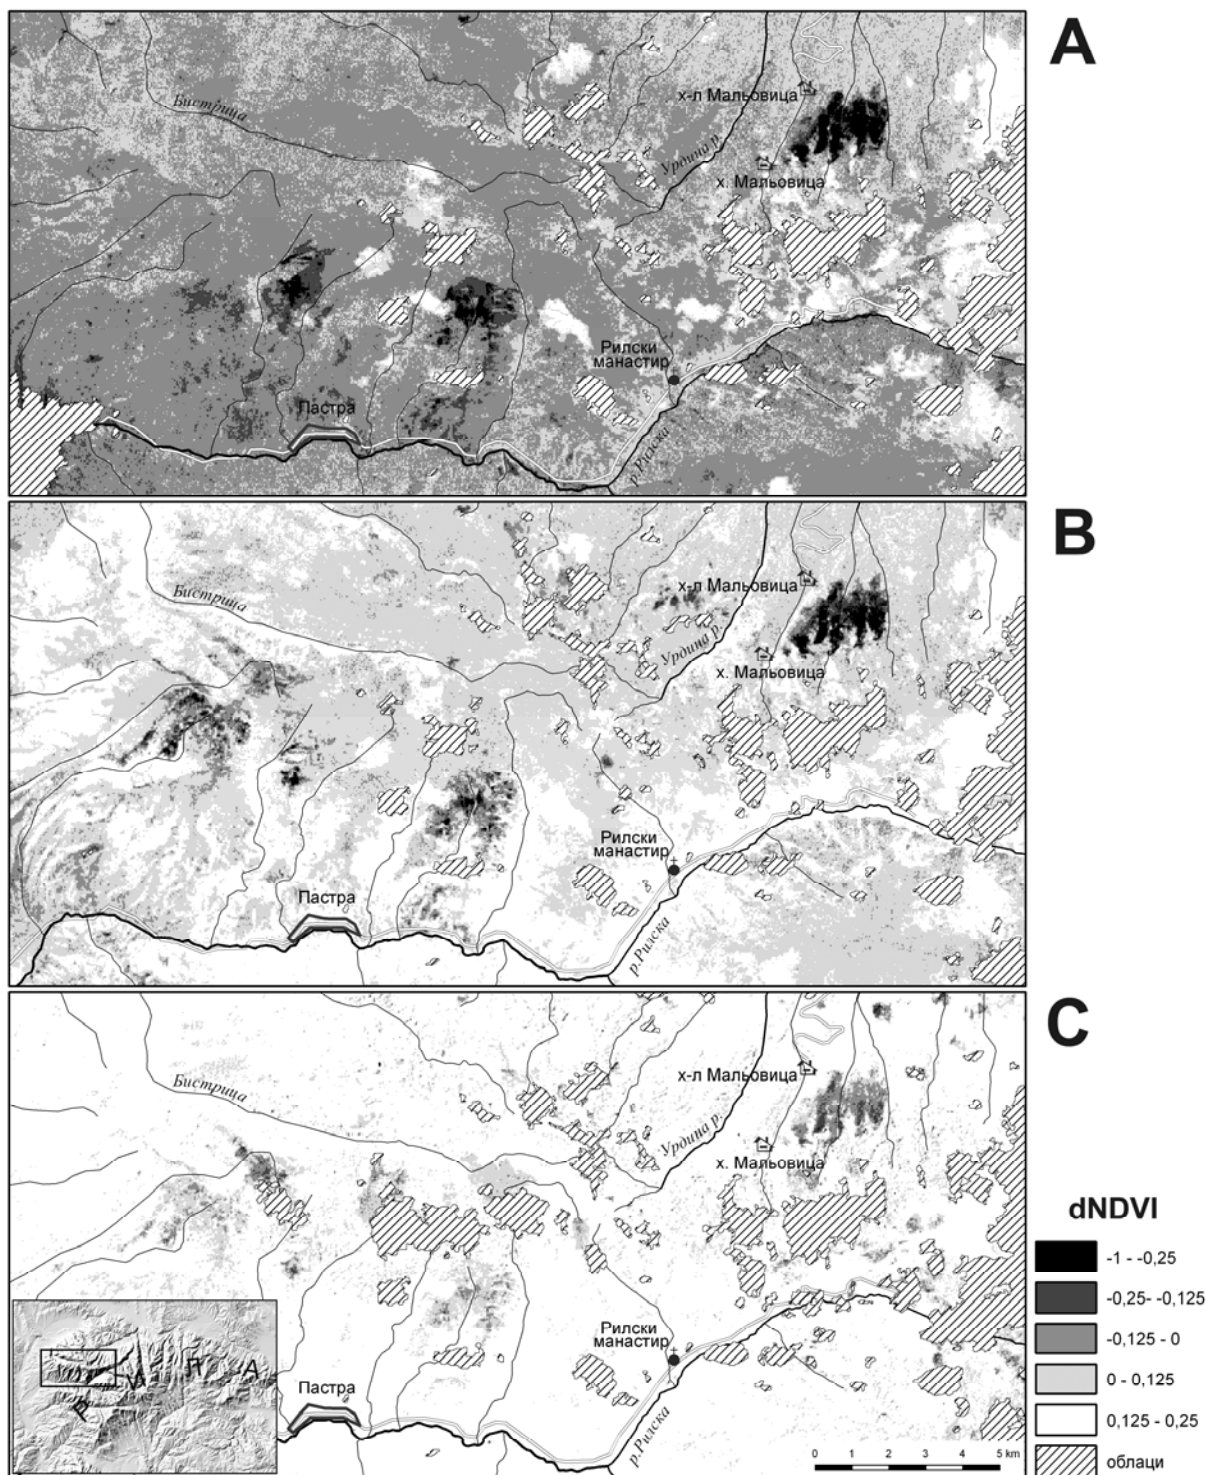 A
Бистрица
х-л Мальовица
Урдина р.
х. Мальовица
Рилски
манастир
Пастра
р.Рилска
B
Бистрица
х-л Мальовица
Урдина р.
х. Мальовица
Рилски
манастир
Пастра
р.Рилска
C
Бистрица
х-л Мальовица
Урдина р.
х. Мальовица
Рилски
манастир
Пастра
р.Рилска
Р И Л А
0 1 2 3 4 5 km
dNDVI
-1 - -0,25
-0,25- -0,125
-0,125 - 0
0 - 0,125
0,125 - 0,25
облаци